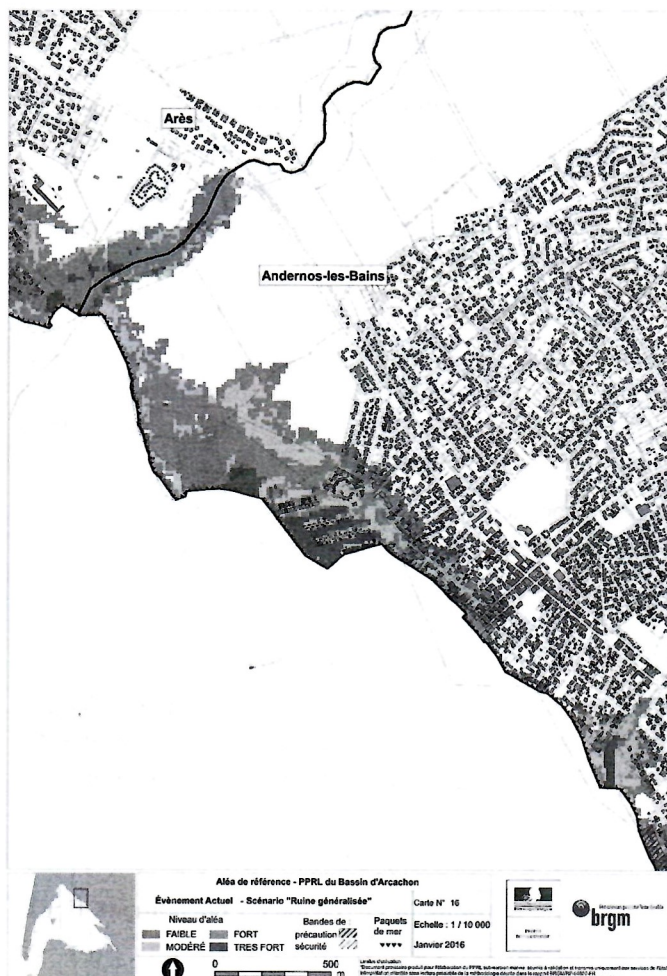 Arès
Andernos-les-Bains
Aléa de référence - PPRL du Bassin d'Arcachon
Évènement Actuel - Scénario "Ruine généralisée"
Carte N° 16
Niveau d'aléa
FAIBLE FORT
MODÉRÉ TRES FORT
Bandes de
précaution
sécurité
Paquets
de mer
Echelle : 1 / 10 000
Janvier 2016
0 500
m
brgm